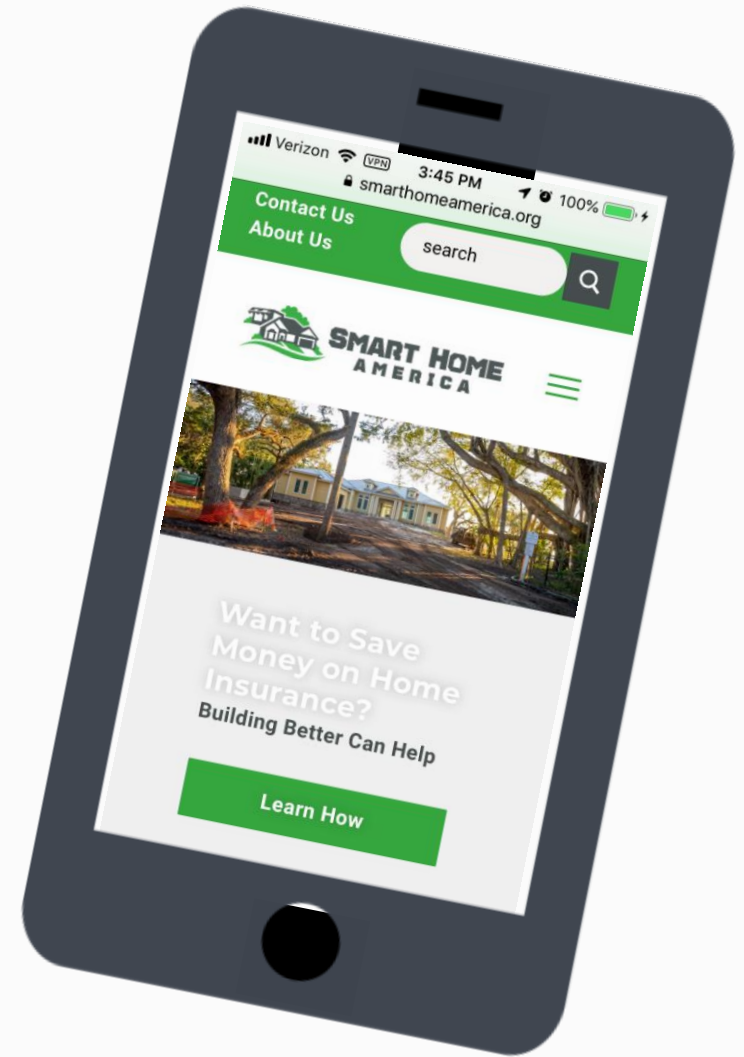 Verizon VPN 3:45 PM 100%
smarthomeamerica.org
Contact Us
About Us
search
SMART HOME
AMERICA
Want to Save
Money on Home
Insurance?
Building Better Can Help
Learn How